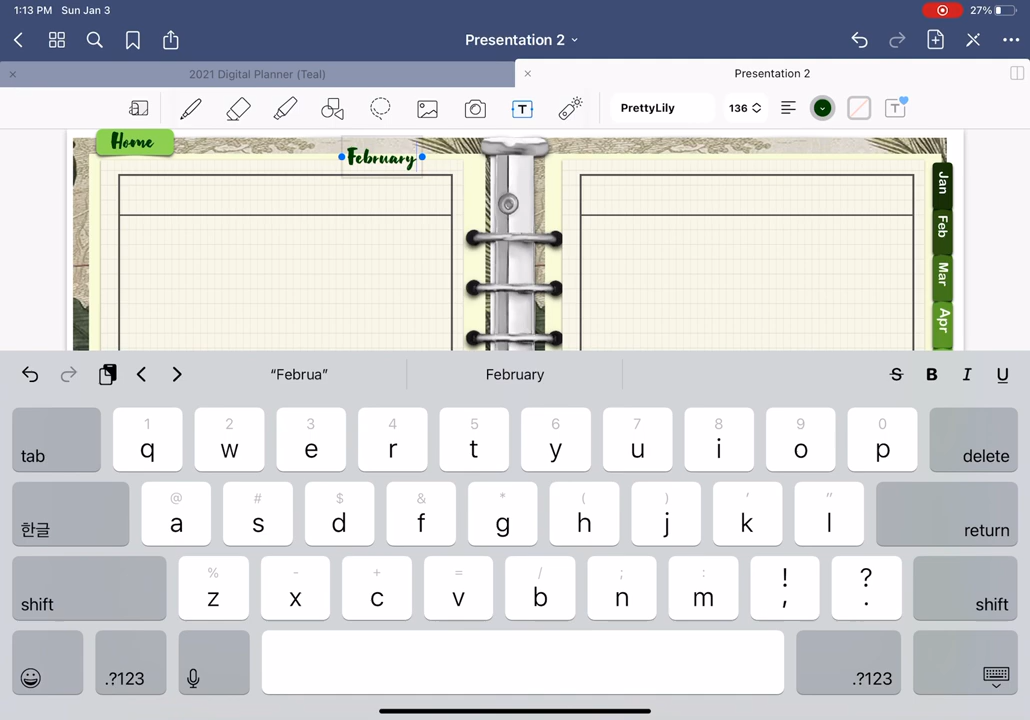 1:13 PM Sun Jan 3
27%
Presentation 2
2021 Digital Planner (Teal)
Presentation 2
PrettyLily
136
T
T
Home
February
Jan
Feb
Mar
Apr
“Februa”
February
S B I U
1 2 3 4 5 6 7 8 9 0
tab q w e r t y u i o p delete
@ # $ & * ( ) ' "
한글 a s d f g h j k l return
% - + = / ; : ! ?
shift z x c v b n m , . shift
.?123 .?123